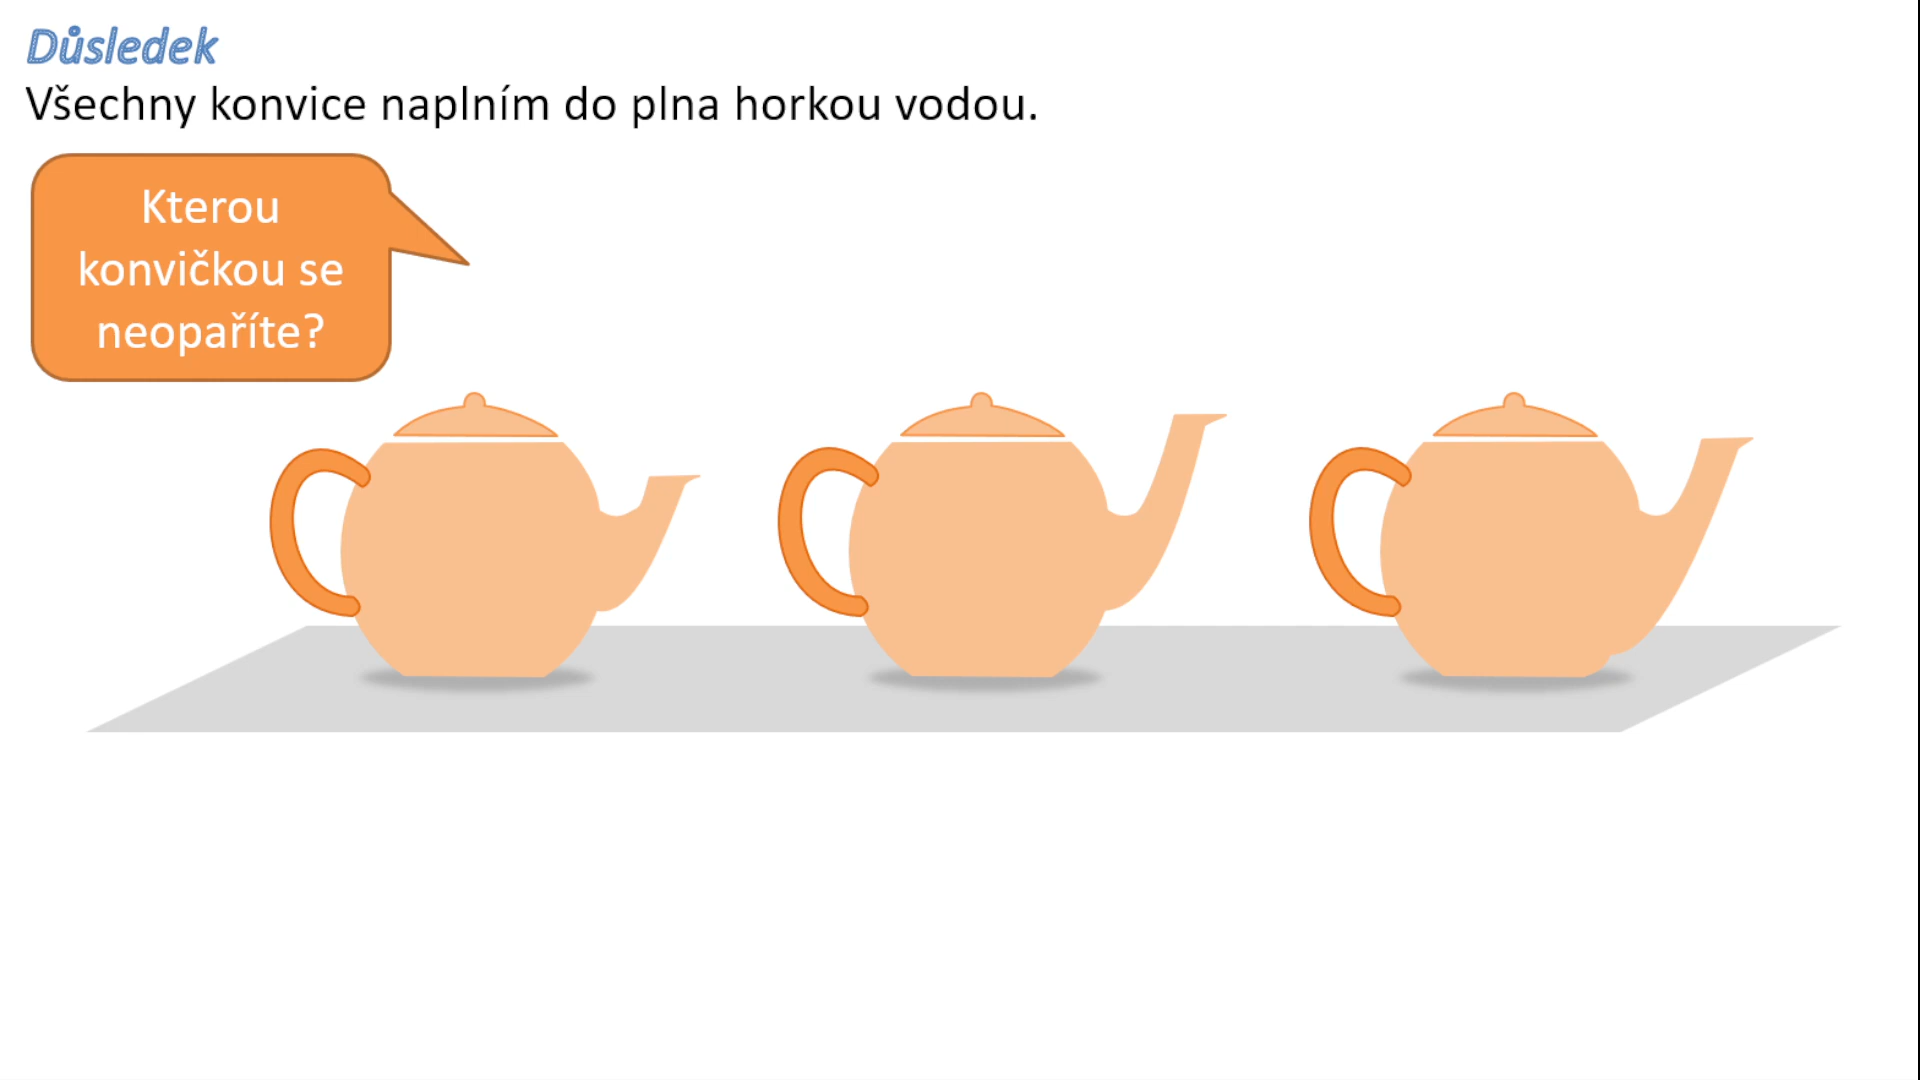 Důsledek
Všechny konvice naplním do plna horkou vodou.
Kterou
konvičkou se
neopaříte?